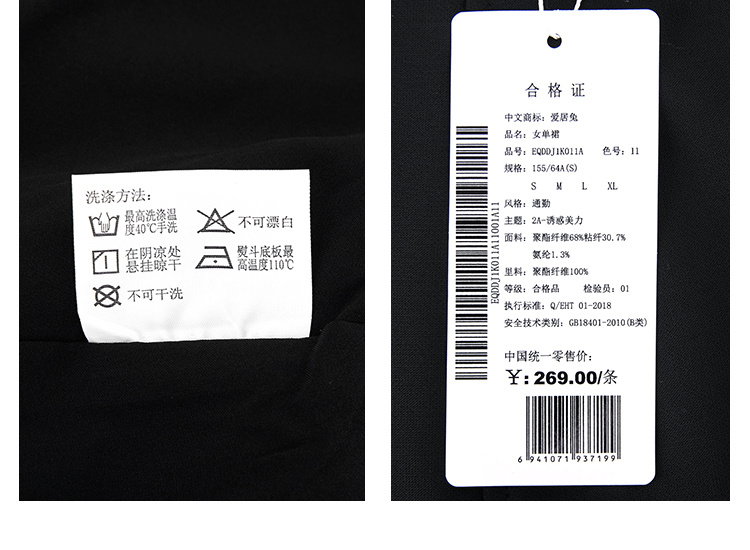 洗涤方法：
最高洗涤温
度40℃手洗
不可漂白
在阴凉处
悬挂晾干
熨斗底板最
高温度110℃
不可干洗
合格证
中文商标：爱居兔
品名：女单裙
品号：EQDDJ1K011A 色号：11
规格：155/64A(S)
S M L XL
风格：通勤
主题：2A-诱惑美力
面料：聚酯纤维68%粘纤30.7%
氨纶1.3%
里料：聚酯纤维100%
等级：合格品 检验员：01
执行标准：Q/EHT 01-2018
安全技术类别：GB18401-2010(B类)
中国统一零售价：
¥：269.00/条
6 941071 937199
EQDDJ1K011A11001A11